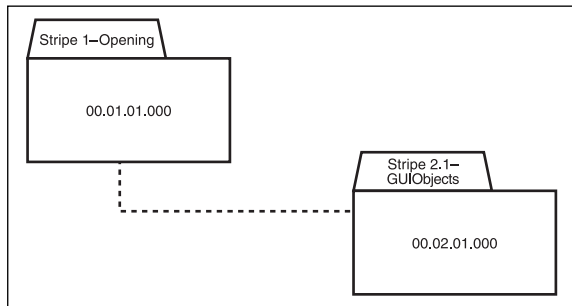 Stripe 1–Opening
00.01.01.000
Stripe 2.1–
GUIObjects
00.02.01.000